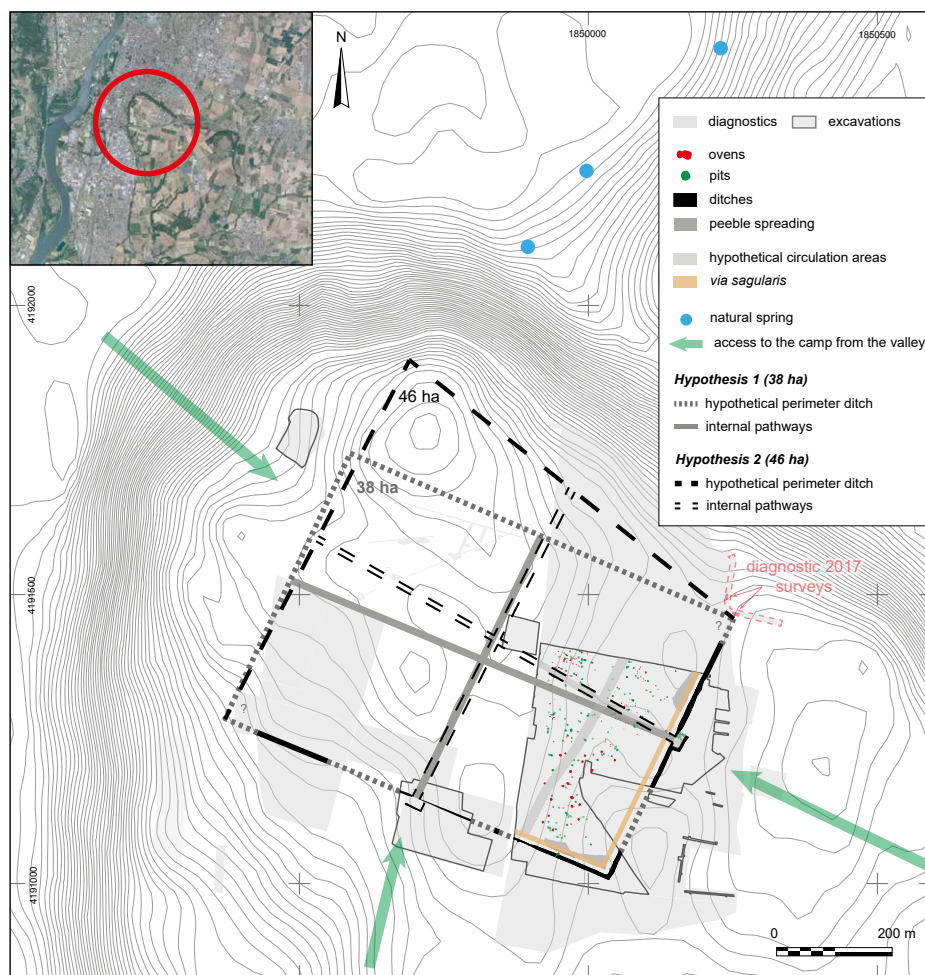 N
1850000
1850500
diagnostics
excavations
ovens
pits
ditches
peeble spreading
hypothetical circulation areas
via sagularis
natural spring
access to the camp from the valley
Hypothesis 1 (38 ha)
hypothetical perimeter ditch
internal pathways
Hypothesis 2 (46 ha)
hypothetical perimeter ditch
internal pathways
4192000
46 ha
38 ha
diagnostic 2017
surveys
4191500
?
?
4191000
0
200 m